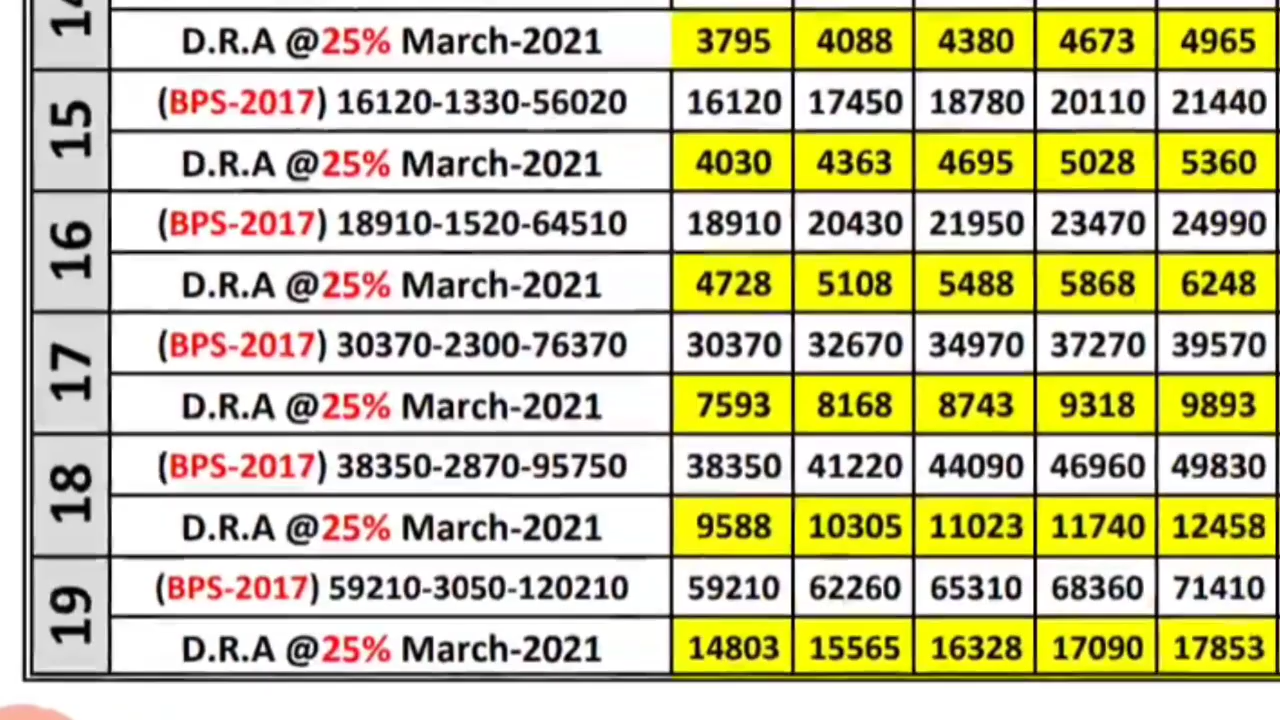 14
D.R.A @25% March-2021 3795 4088 4380 4673 4965
15
(BPS-2017) 16120-1330-56020 16120 17450 18780 20110 21440
D.R.A @25% March-2021 4030 4363 4695 5028 5360
16
(BPS-2017) 18910-1520-64510 18910 20430 21950 23470 24990
D.R.A @25% March-2021 4728 5108 5488 5868 6248
17
(BPS-2017) 30370-2300-76370 30370 32670 34970 37270 39570
D.R.A @25% March-2021 7593 8168 8743 9318 9893
18
(BPS-2017) 38350-2870-95750 38350 41220 44090 46960 49830
D.R.A @25% March-2021 9588 10305 11023 11740 12458
19
(BPS-2017) 59210-3050-120210 59210 62260 65310 68360 71410
D.R.A @25% March-2021 14803 15565 16328 17090 17853